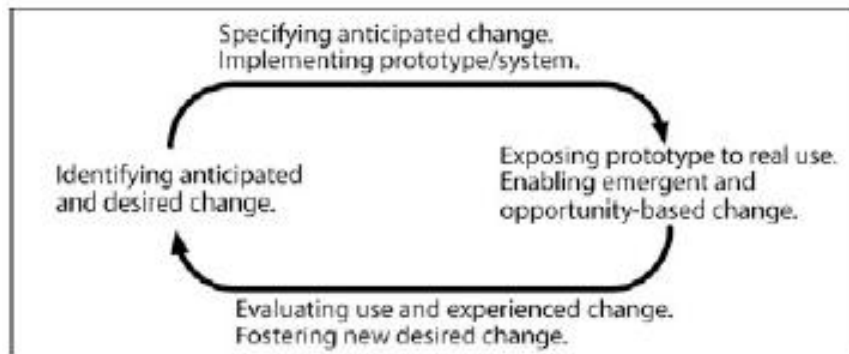 Specifying anticipated change.
Implementing prototype/system.
Identifying anticipated
and desired change.
Exposing prototype to real use.
Enabling emergent and
opportunity-based change.
Evaluating use and experienced change.
Fostering new desired change.